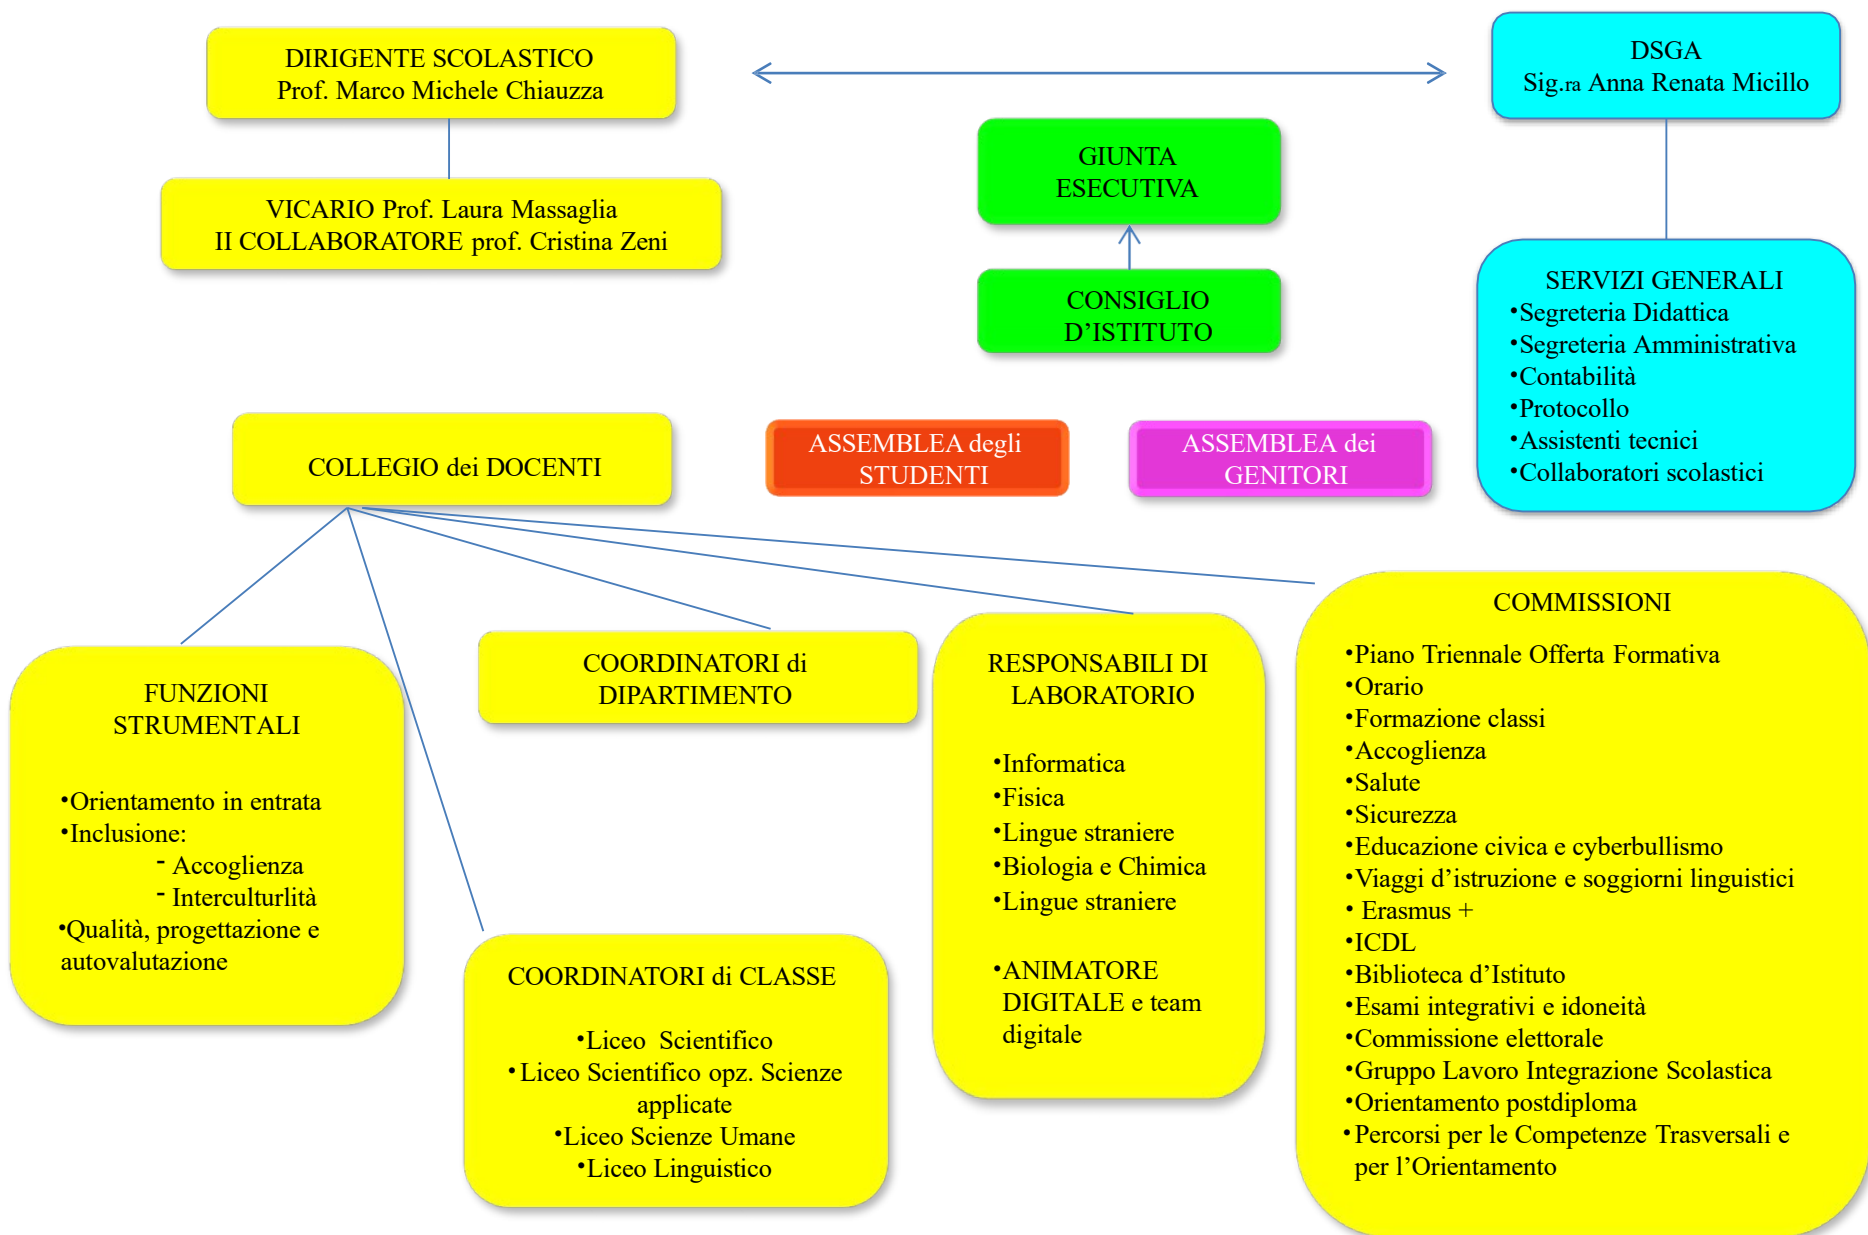 DIRIGENTE SCOLASTICO
Prof. Marco Michele Chiauzza
DSGA
Sig.ra Anna Renata Micillo
GIUNTA
ESECUTIVA
VICARIO Prof. Laura Massaglia
II COLLABORATORE prof. Cristina Zeni
CONSIGLIO
D’ISTITUTO
SERVIZI GENERALI
•Segreteria Didattica
•Segreteria Amministrativa
•Contabilità
•Protocollo
•Assistenti tecnici
•Collaboratori scolastici
COLLEGIO dei DOCENTI
ASSEMBLEA degli
STUDENTI
ASSEMBLEA dei
GENITORI
FUNZIONI
STRUMENTALI
•Orientamento in entrata
•Inclusione:
- Accoglienza
- Interculturlità
•Qualità, progettazione e
autovalutazione
COORDINATORI di
DIPARTIMENTO
COORDINATORI di CLASSE
•Liceo Scientifico
•Liceo Scientifico opz. Scienze
applicate
•Liceo Scienze Umane
•Liceo Linguistico
RESPONSABILI DI
LABORATORIO
•Informatica
•Fisica
•Lingue straniere
•Biologia e Chimica
•Lingue straniere
•ANIMATORE
DIGITALE e team
digitale
COMMISSIONI
•Piano Triennale Offerta Formativa
•Orario
•Formazione classi
•Accoglienza
•Salute
•Sicurezza
•Educazione civica e cyberbullismo
•Viaggi d’istruzione e soggiorni linguistici
• Erasmus +
•ICDL
•Biblioteca d’Istituto
•Esami integrativi e idoneità
•Commissione elettorale
•Gruppo Lavoro Integrazione Scolastica
•Orientamento postdiploma
•Percorsi per le Competenze Trasversali e
per l’Orientamento